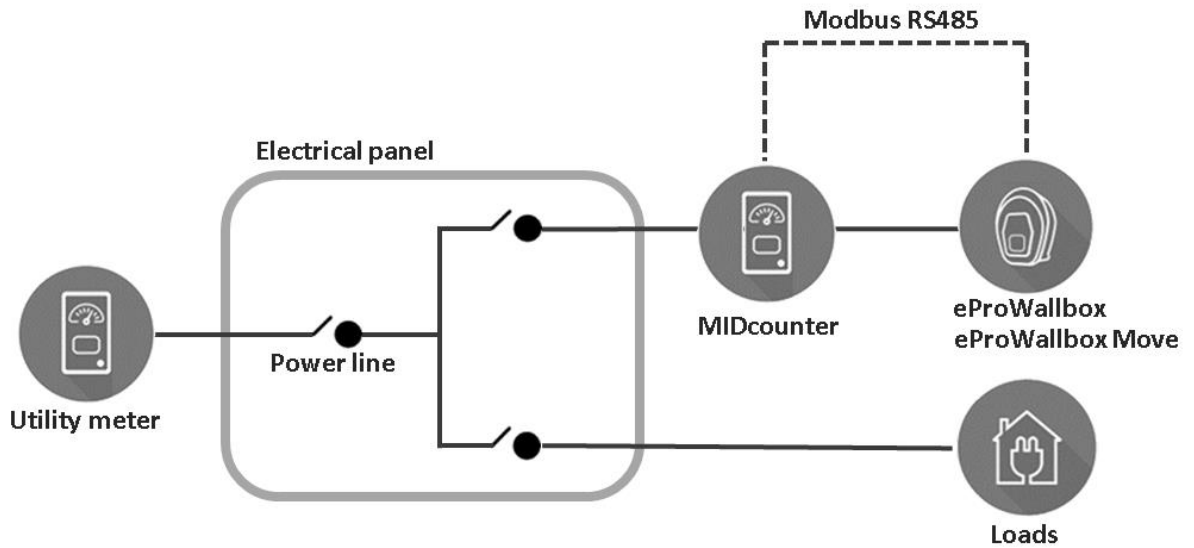 Modbus RS485
Electrical panel
Power line
MIDcounter
eProWallbox
eProWallbox Move
Utility meter
Loads